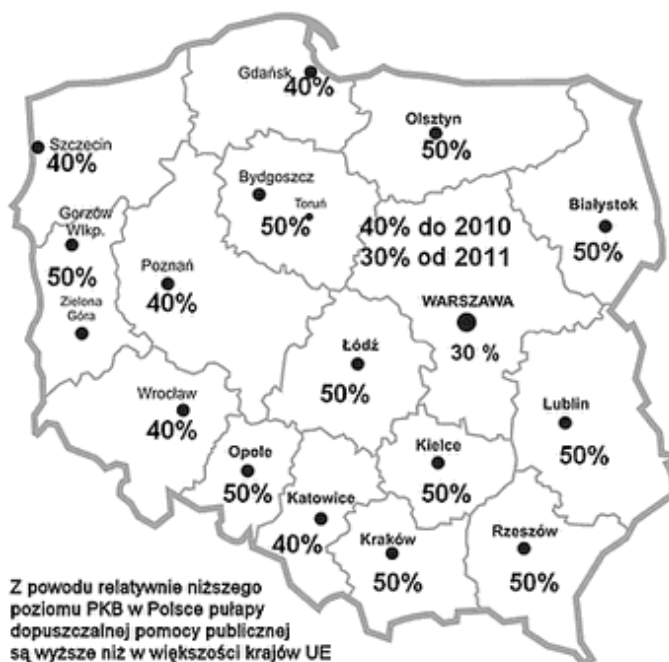 Gdańsk
40%
Szczecin
40%
Olsztyn
50%
Bydgoszcz
Toruń
50%
Białystok
50%
Gorzów
Wlkp.
50%
Zielona
Góra
Poznań
40%
40% do 2010
30% od 2011
WARSZAWA
30 %
Łódź
50%
Wrocław
40%
Lublin
50%
Opole
50%
Kielce
50%
Katowice
40%
Kraków
50%
Rzeszów
50%
Z powodu relatywnie niższego
poziomu PKB w Polsce pułapy
dopuszczalnej pomocy publicznej
są wyższe niż w większości krajów UE